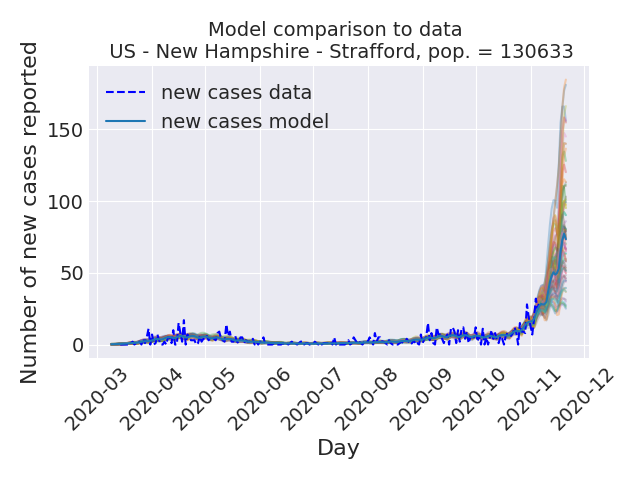 Model comparison to data
US - New Hampshire - Strafford, pop. = 130633
new cases data
new cases model
Number of new cases reported
150
100
50
0
2020-03
2020-04
2020-05
2020-06
2020-07
2020-08
2020-09
2020-10
2020-11
2020-12
Day